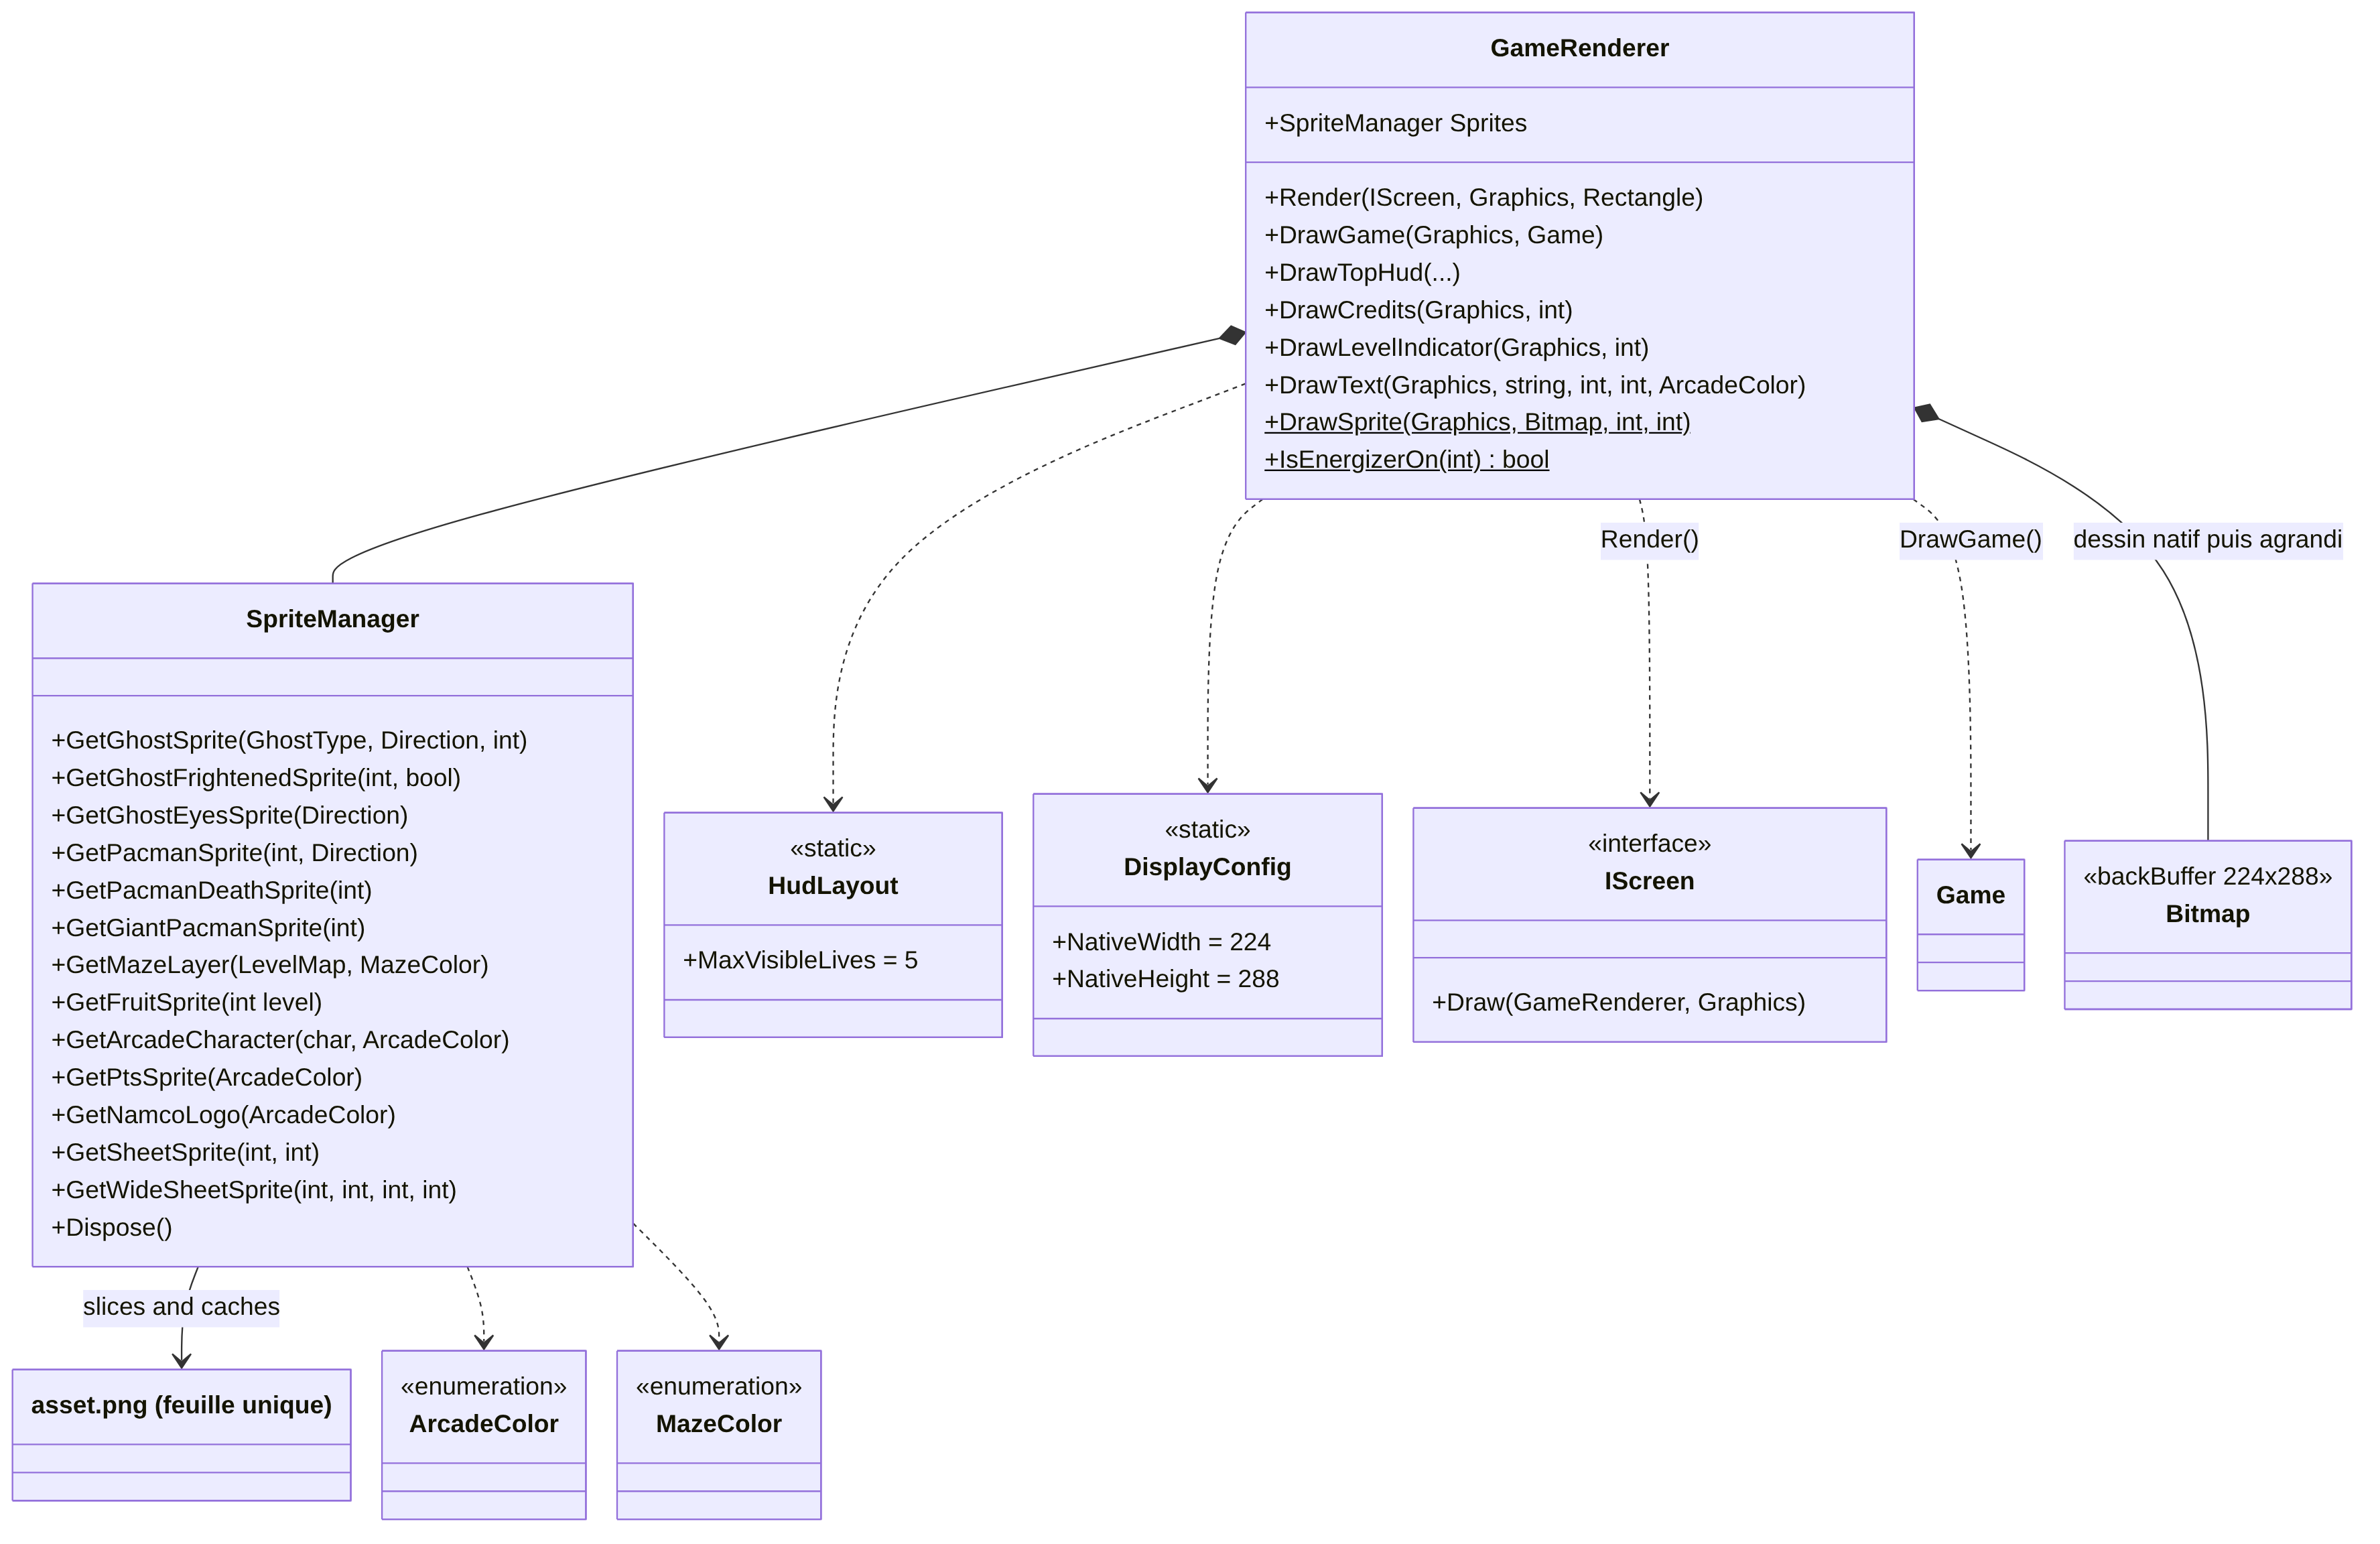 GameRenderer
+SpriteManager Sprites
+Render(IScreen, Graphics, Rectangle)
+DrawGame(Graphics, Game)
+DrawTopHud(...)
+DrawCredits(Graphics, int)
+DrawLevelIndicator(Graphics, int)
+DrawText(Graphics, string, int, int, ArcadeColor)
+DrawSprite(Graphics, Bitmap, int, int)
+IsEnergizerOn(int) : bool
Render()
DrawGame()
dessin natif puis agrandi
SpriteManager
+GetGhostSprite(GhostType, Direction, int)
+GetGhostFrightenedSprite(int, bool)
+GetGhostEyesSprite(Direction)
+GetPacmanSprite(int, Direction)
+GetPacmanDeathSprite(int)
+GetGiantPacmanSprite(int)
+GetMazeLayer(LevelMap, MazeColor)
+GetFruitSprite(int level)
+GetArcadeCharacter(char, ArcadeColor)
+GetPtsSprite(ArcadeColor)
+GetNamcoLogo(ArcadeColor)
+GetSheetSprite(int, int)
+GetWideSheetSprite(int, int, int, int)
+Dispose()
«static»
HudLayout
+MaxVisibleLives = 5
«static»
DisplayConfig
+NativeWidth = 224
+NativeHeight = 288
«interface»
IScreen
+Draw(GameRenderer, Graphics)
Game
«backBuffer 224x288»
Bitmap
slices and caches
asset.png (feuille unique)
«enumeration»
ArcadeColor
«enumeration»
MazeColor